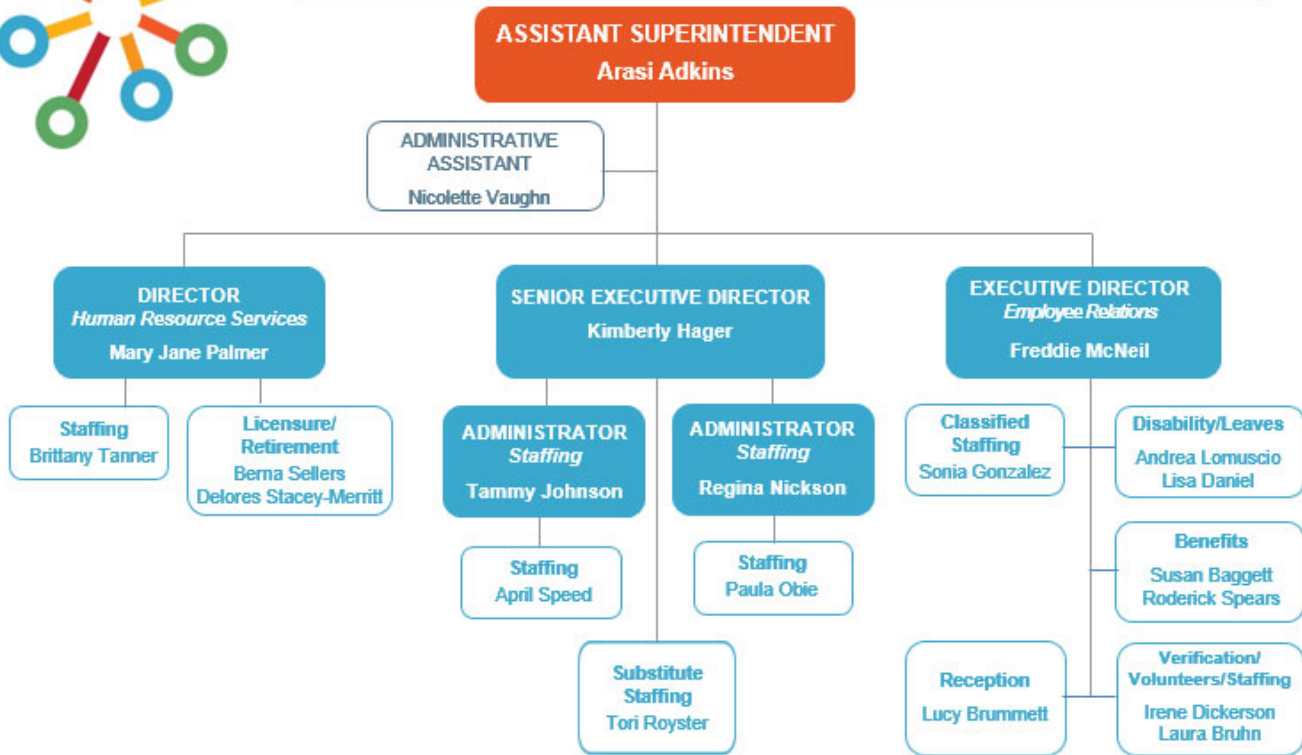 ASSISTANT SUPERINTENDENT
Arasi Adkins
ADMINISTRATIVE
ASSISTANT
Nicolette Vaughn
DIRECTOR
Human Resource Services
Mary Jane Palmer
SENIOR EXECUTIVE DIRECTOR
Kimberly Hager
EXECUTIVE DIRECTOR
Employee Relations
Freddie McNeil
Staffing
Brittany Tanner
Licensure/
Retirement
Berna Sellers
Delores Stacey-Merritt
ADMINISTRATOR
Staffing
Tammy Johnson
ADMINISTRATOR
Staffing
Regina Nickson
Classified
Staffing
Sonia Gonzalez
Disability/Leaves
Andrea Lomuscio
Lisa Daniel
Staffing
April Speed
Staffing
Paula Obie
Benefits
Susan Baggett
Roderick Spears
Substitute
Staffing
Tori Royster
Reception
Lucy Brummett
Verification/
Volunteers/Staffing
Irene Dickerson
Laura Bruhn